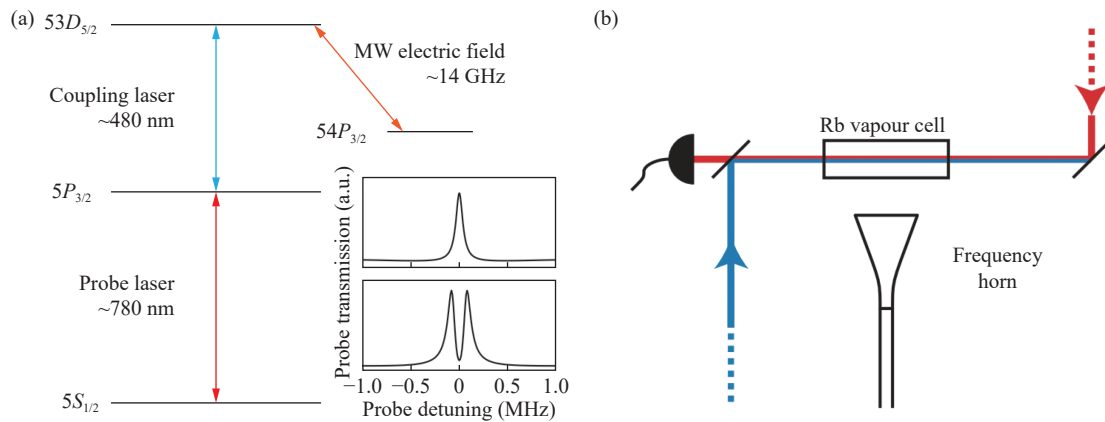 (a)
53D5/2
MW electric field
~14 GHz
Coupling laser
~480 nm
54P3/2
5P3/2
Probe laser
~780 nm
5S1/2
Probe transmission (a.u.)
−1.0 −0.5 0 0.5 1.0
Probe detuning (MHz)
(b)
Rb vapour cell
Frequency
horn